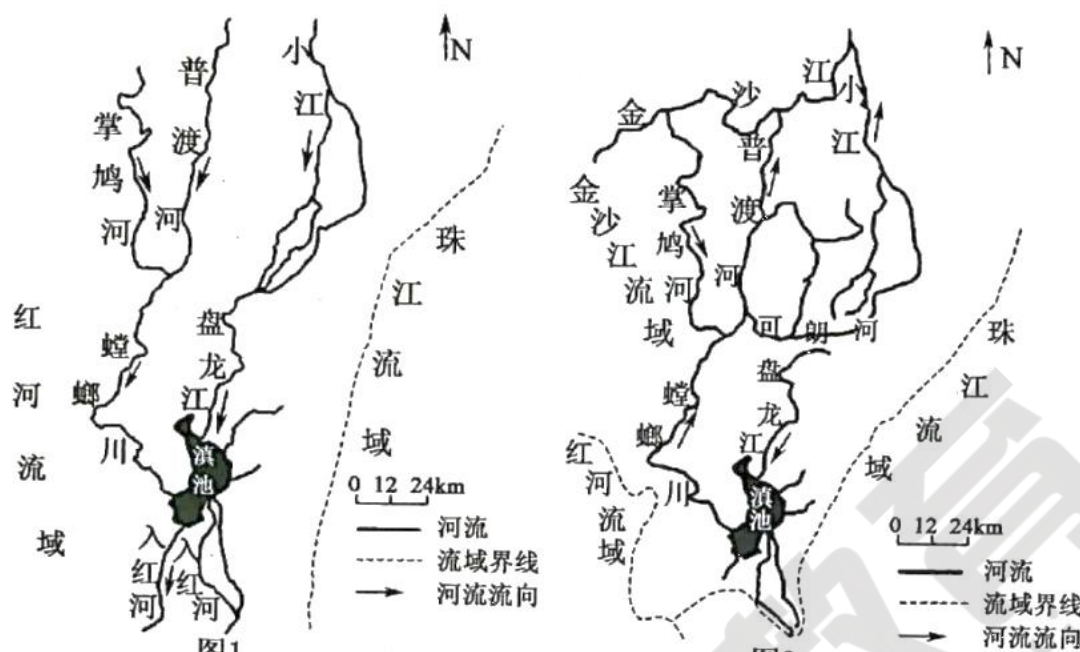 N
普渡河
小江
掌鸠河
螳螂川
盘龙江
滇池
入红河
入红河
红河流域
珠江流域
0 12 24km
河流
流域界线
河流流向
图1
N
金沙江
小江
普渡河
掌鸠河
金沙江流域
可朗河
螳螂川
盘龙江
滇池
红河流域
珠江流域
0 12 24km
河流
流域界线
河流流向